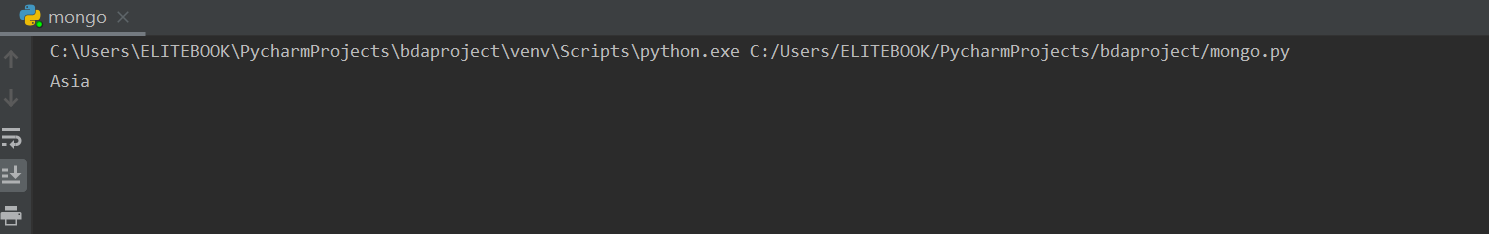 mongo
C:\Users\ELITEBOOK\PycharmProjects\bdaproject\venv\Scripts\python.exe C:/Users/ELITEBOOK/PycharmProjects/bdaproject/mongo.py
Asia